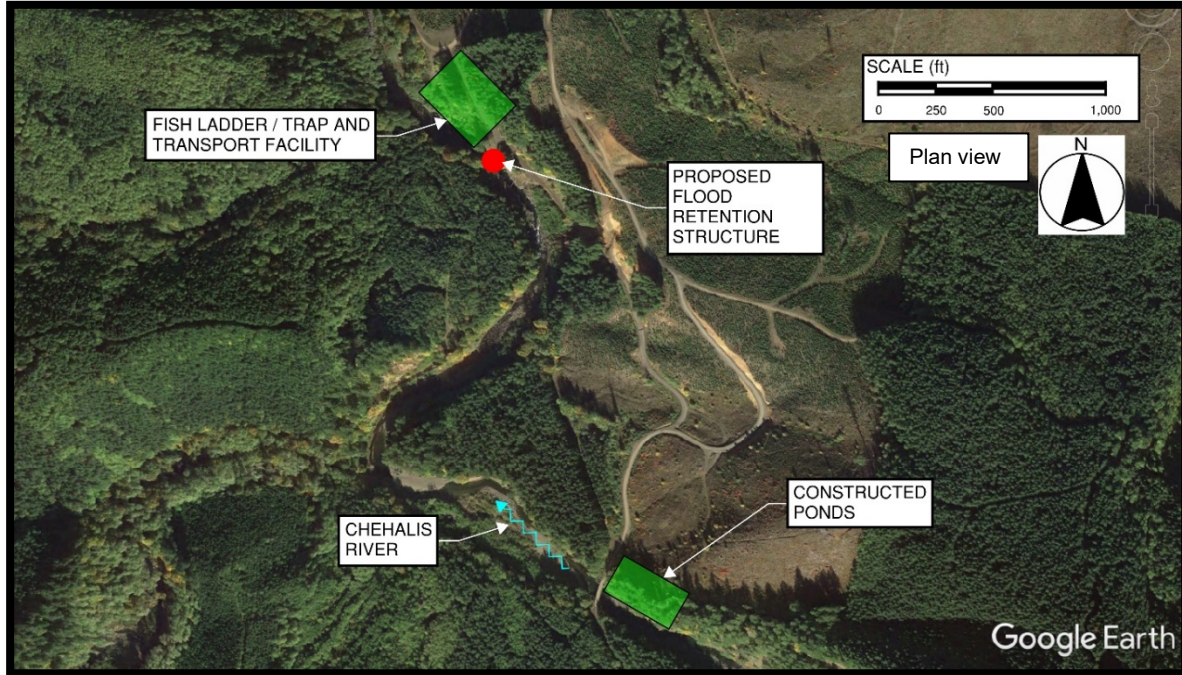 SCALE (ft)
0 250 500 1,000
Plan view
N
FISH LADDER / TRAP AND
TRANSPORT FACILITY
PROPOSED
FLOOD
RETENTION
STRUCTURE
CONSTRUCTED
PONDS
CHEHALIS
RIVER
Google Earth